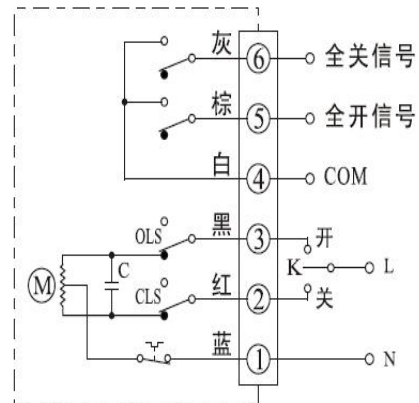 灰 ⑥ 全关信号
棕 ⑤ 全开信号
白 ④ COM
OLS 黑 ③ 开
M C K L
CLS 红 ② 关
蓝 ① N